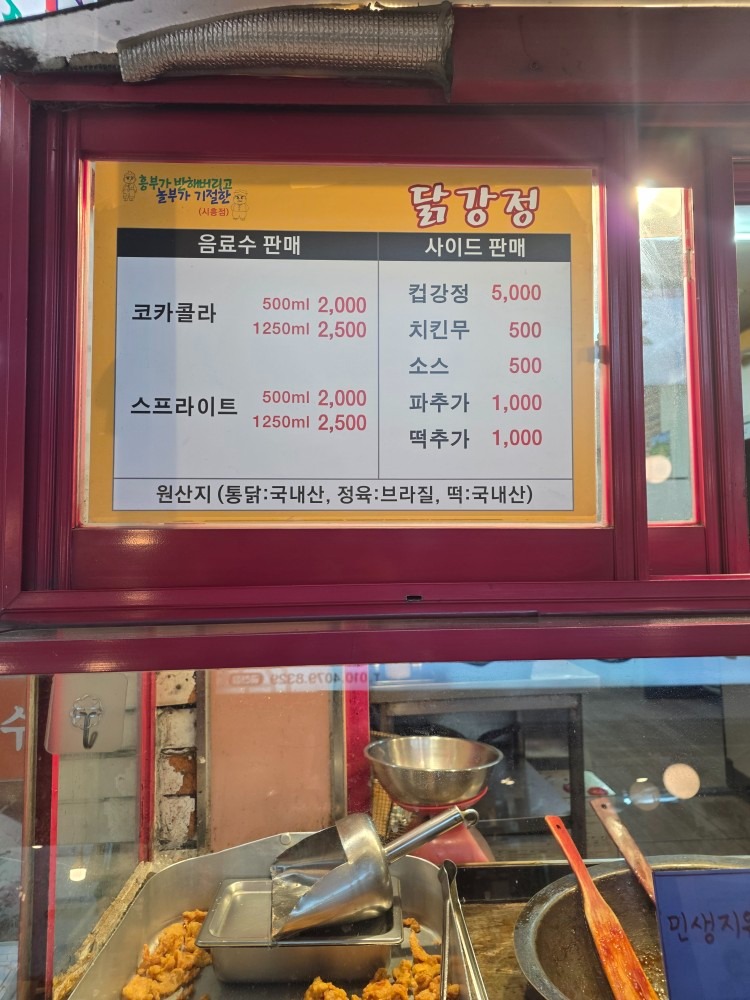 흥부가 반해버리고
놀부가 기절한
(시흥점)
닭강정
음료수 판매
사이드 판매
코카콜라
500ml 2,000
1250ml 2,500
스프라이트
500ml 2,000
1250ml 2,500
컵강정 5,000
치킨무 500
소스 500
파추가 1,000
떡추가 1,000
원산지 (통닭:국내산, 정육:브라질, 떡:국내산)
T.010.4079.8329
수
민생지원